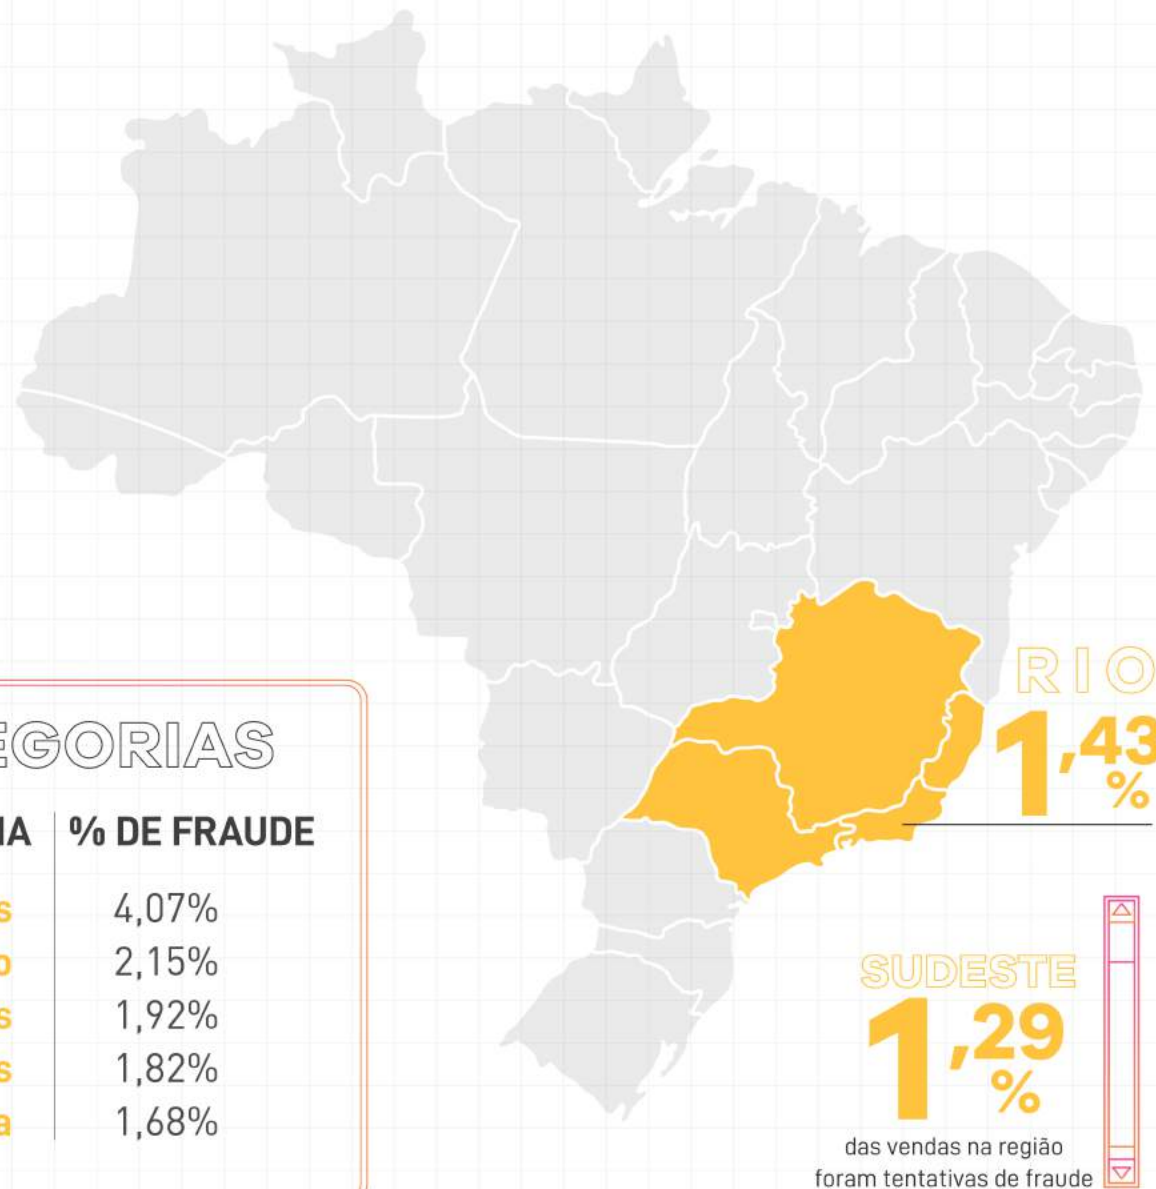 EGORIAS
IA % DE FRAUDE
s 4,07%
o 2,15%
s 1,92%
s 1,82%
a 1,68%
RIO
1,43%
SUDESTE
1,29%
das vendas na região
foram tentativas de fraude